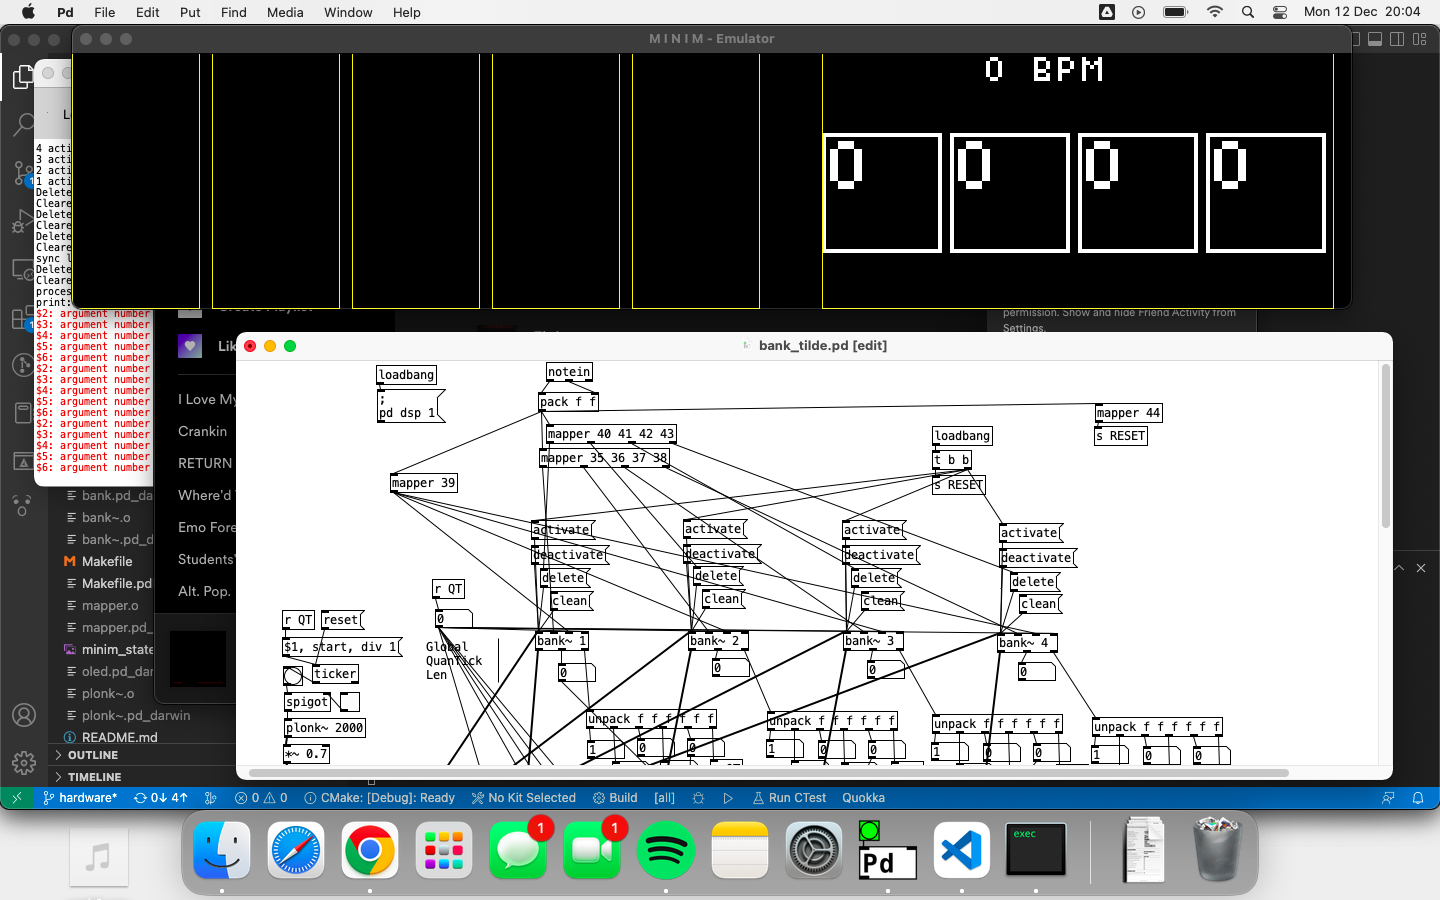 Pd File Edit Put Find Media Window Help Mon 12 Dec 20:04
M I N I M - Emulator
0 BPM
0 0 0 0
4 acti
3 acti
2 acti
1 acti
Delete
Cleare
Delete
Cleare
Delete
Cleare
sync l
Delete
Cleare
proces
print:
$2: argument number
$3: argument number
$4: argument number
$5: argument number
$6: argument number
$2: argument number
$3: argument number
$4: argument number
$5: argument number
$6: argument number
$2: argument number
$3: argument number
$4: argument number
$5: argument number
$6: argument number
permission. Show and hide Friend Activity from
Settings.
Lik
I Love My
Crankin
RETURN
Where'd
Emo Fore
Students'
Alt. Pop.
bank.pd_da
bank~.o
bank~.pd_d
Makefile
Makefile.pd
mapper.o
mapper.pd_
minim_state
oled.pd_dar
plonk~.o
plonk~.pd_darwin
README.md
OUTLINE
TIMELINE
bank_tilde.pd [edit]
loadbang
;
pd dsp 1
notein
pack f f
mapper 40 41 42 43
mapper 35 36 37 38
mapper 39
mapper 44
s RESET
loadbang
t b b
s RESET
activate activate activate activate
deactivate deactivate deactivate deactivate
delete delete delete delete
clean clean clean clean
r QT
0
r QT reset
$1, start, div 1
ticker
spigot
plonk~ 2000
*~ 0.7
Global
Quantick
Len
bank~ 1 bank~ 2 bank~ 3 bank~ 4
0 0 0 0
unpack f f f f f f unpack f f f f f f unpack f f f f f f unpack f f f f f f
1 0 0 1 0 0 1 0 0 1 0 0
hardware* 0↓ 4↑ 0 0 CMake: [Debug]: Ready No Kit Selected Build [all] Run CTest Quokka
1 1
exec
Pd